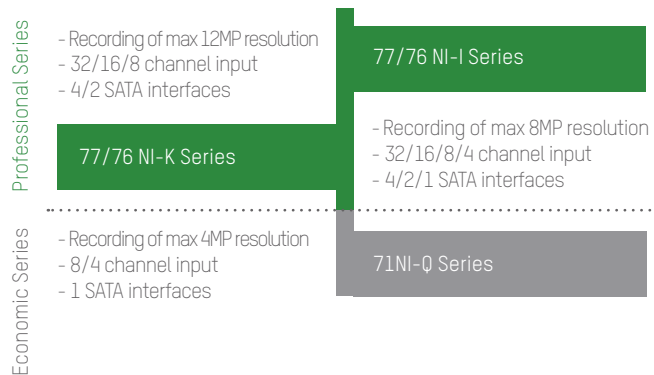 Professional Series
- Recording of max 12MP resolution
- 32/16/8 channel input
- 4/2 SATA interfaces
77/76 NI-I Series
77/76 NI-K Series
- Recording of max 8MP resolution
- 32/16/8/4 channel input
- 4/2/1 SATA interfaces
Economic Series
- Recording of max 4MP resolution
- 8/4 channel input
- 1 SATA interfaces
71NI-Q Series